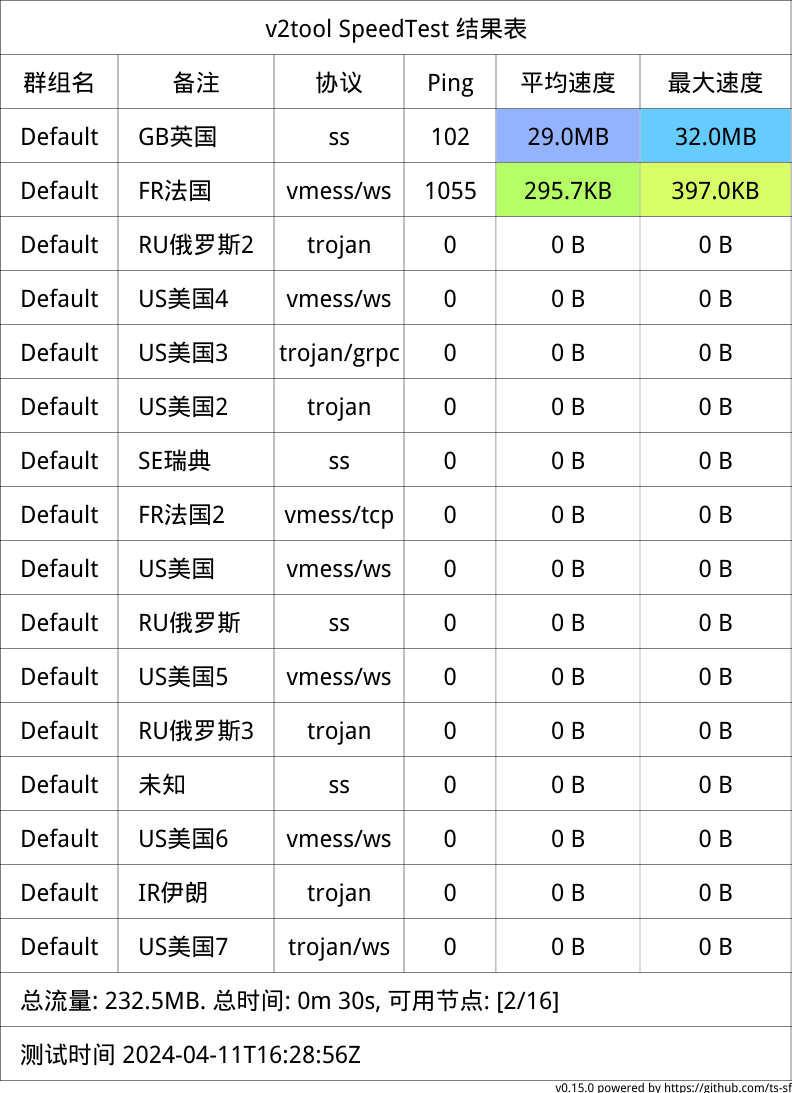 v2tool SpeedTest 结果表
群组名 备注 协议 Ping 平均速度 最大速度
Default GB英国 ss 102 29.0MB 32.0MB
Default FR法国 vmess/ws 1055 295.7KB 397.0KB
Default RU俄罗斯2 trojan 0 0 B 0 B
Default US美国4 vmess/ws 0 0 B 0 B
Default US美国3 trojan/grpc 0 0 B 0 B
Default US美国2 trojan 0 0 B 0 B
Default SE瑞典 ss 0 0 B 0 B
Default FR法国2 vmess/tcp 0 0 B 0 B
Default US美国 vmess/ws 0 0 B 0 B
Default RU俄罗斯 ss 0 0 B 0 B
Default US美国5 vmess/ws 0 0 B 0 B
Default RU俄罗斯3 trojan 0 0 B 0 B
Default 未知 ss 0 0 B 0 B
Default US美国6 vmess/ws 0 0 B 0 B
Default IR伊朗 trojan 0 0 B 0 B
Default US美国7 trojan/ws 0 0 B 0 B
总流量: 232.5MB. 总时间: 0m 30s, 可用节点: [2/16]
测试时间 2024-04-11T16:28:56Z
v0.15.0 powered by https://github.com/ts-sf